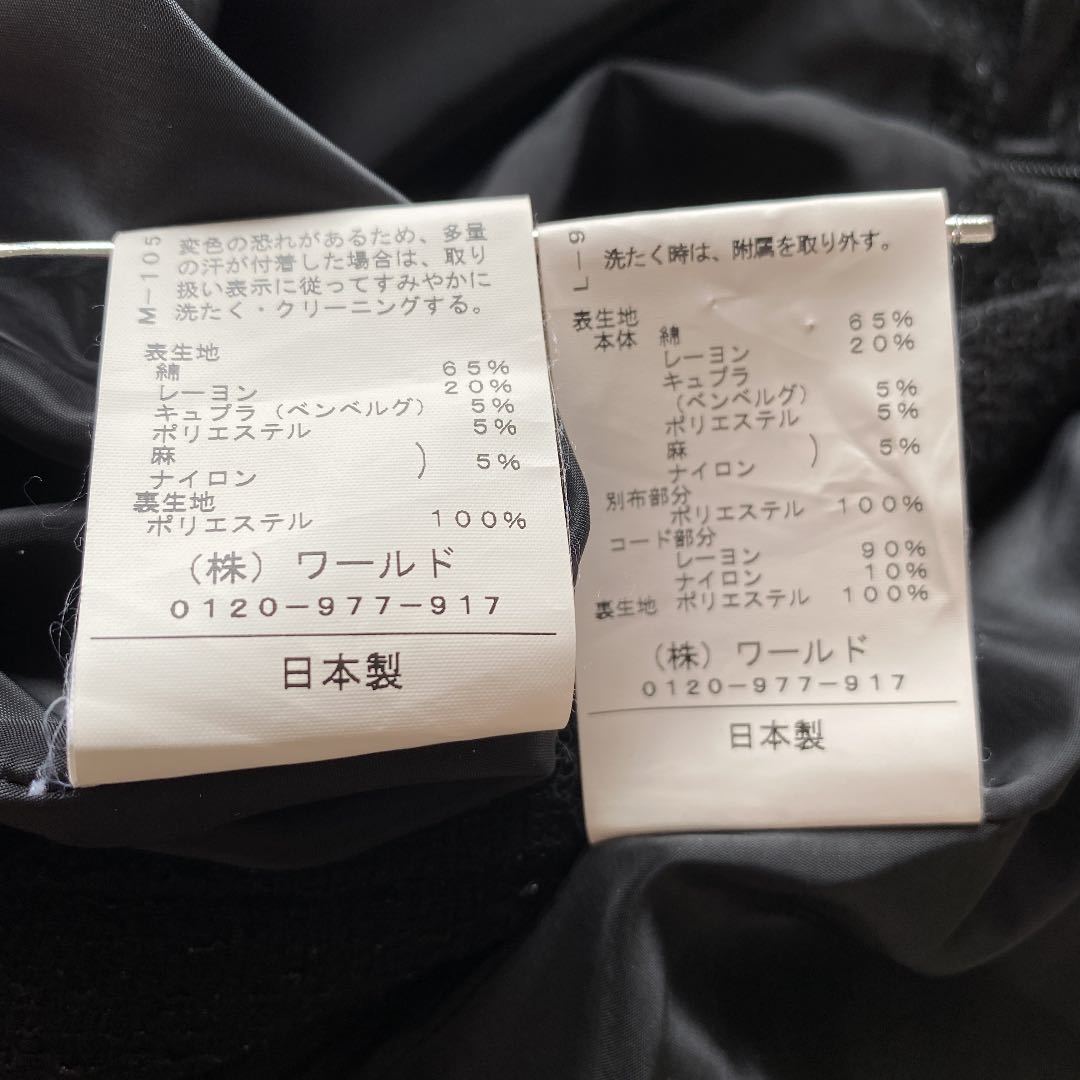 M-105
変色の恐れがあるため、多量
の汗が付着した場合は、取り
扱い表示に従ってすみやかに
洗たく・クリーニングする。
表生地
綿 65%
レーヨン 20%
キュプラ（ベンベルグ） 5%
ポリエステル 5%
麻
ナイロン ) 5%
裏生地
ポリエステル 100%
（株）ワールド
0120-977-917
日本製
L-9
洗たく時は、附属を取り外す。
表生地
本体 綿 65%
レーヨン 20%
キュプラ
（ベンベルグ） 5%
ポリエステル 5%
麻
ナイロン ) 5%
別布部分
ポリエステル 100%
コード部分
レーヨン 90%
ナイロン 10%
裏生地 ポリエステル 100%
（株）ワールド
0120-977-917
日本製